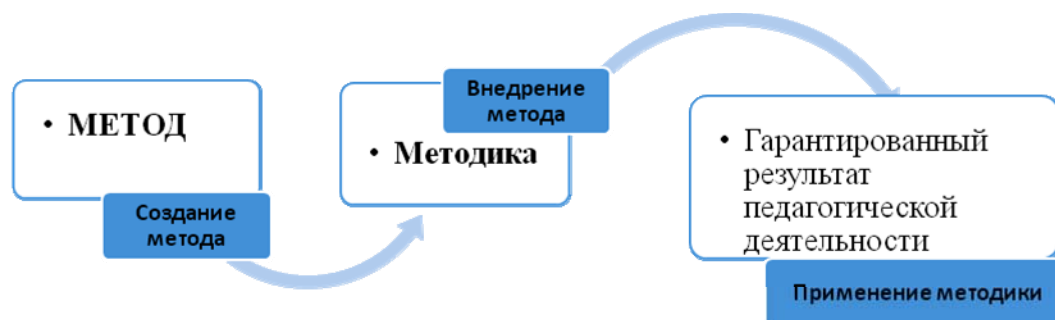 • МЕТОД
Создание
метода
Внедрение
метода
• Методика
• Гарантированный
результат
педагогической
деятельности
Применение методики